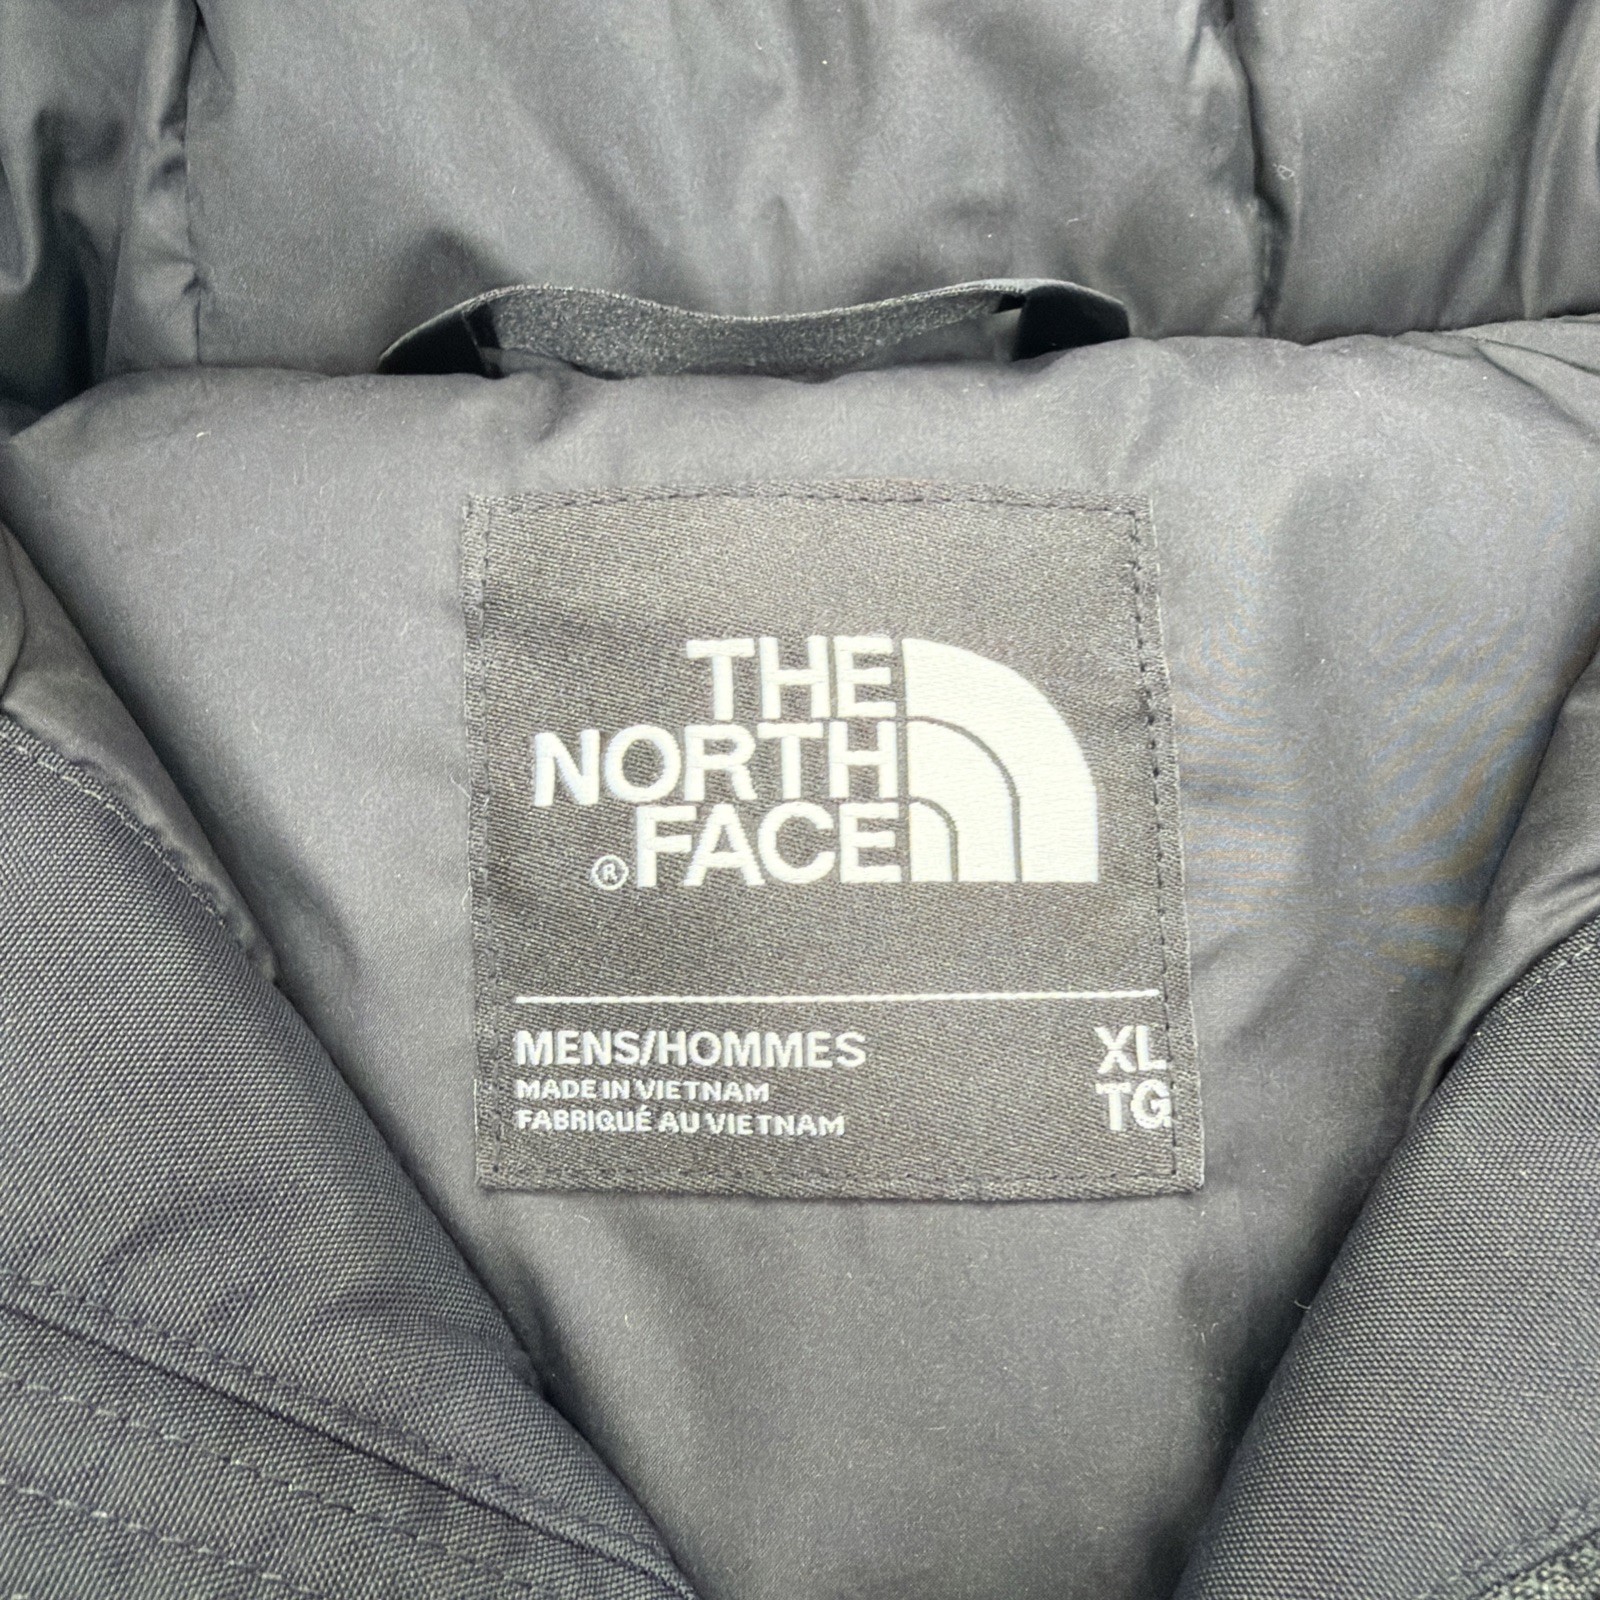 THE
NORTH
® FACE
MENS/HOMMES XL
MADE IN VIETNAM TG
FABRIQUÉ AU VIETNAM